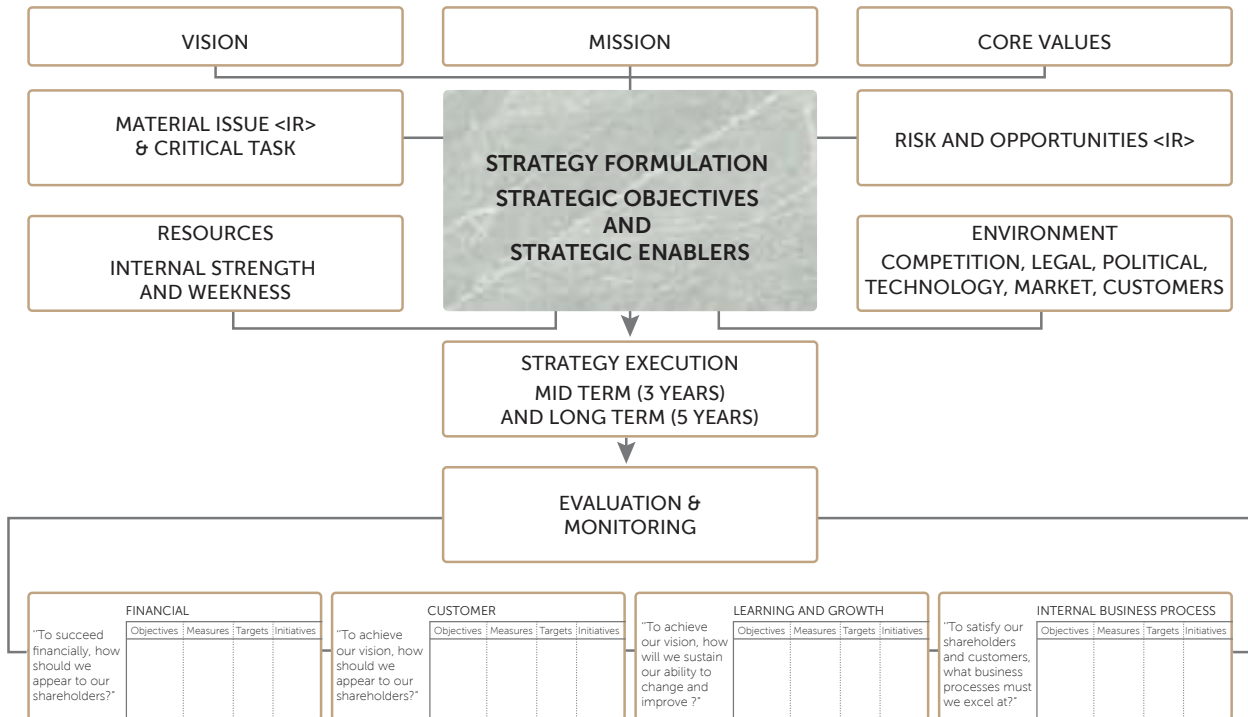 VISION
MISSION
CORE VALUES
MATERIAL ISSUE <IR>
& CRITICAL TASK
STRATEGY FORMULATION
STRATEGIC OBJECTIVES
AND
STRATEGIC ENABLERS
RISK AND OPPORTUNITIES <IR>
RESOURCES
INTERNAL STRENGTH
AND WEEKNESS
ENVIRONMENT
COMPETITION, LEGAL, POLITICAL,
TECHNOLOGY, MARKET, CUSTOMERS
STRATEGY EXECUTION
MID TERM (3 YEARS)
AND LONG TERM (5 YEARS)
EVALUATION &
MONITORING
FINANCIAL
"To succeed
financially, how
should we
appear to our
shareholders?"
Objectives Measures Targets Initiatives
CUSTOMER
"To achieve
our vision, how
should we
appear to our
shareholders?"
Objectives Measures Targets Initiatives
LEARNING AND GROWTH
"To achieve
our vision, how
will we sustain
our ability to
change and
improve ?"
Objectives Measures Targets Initiatives
INTERNAL BUSINESS PROCESS
"To satisfy our
shareholders
and customers,
what business
processes must
we excel at?"
Objectives Measures Targets Initiatives